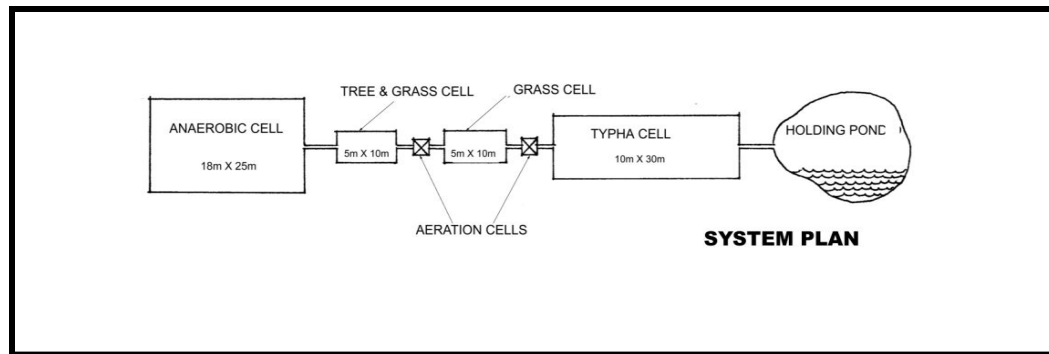 TREE & GRASS CELL
GRASS CELL
ANAEROBIC CELL
18m X 25m
5m X 10m
5m X 10m
TYPHA CELL
10m X 30m
HOLDING POND
AERATION CELLS
SYSTEM PLAN